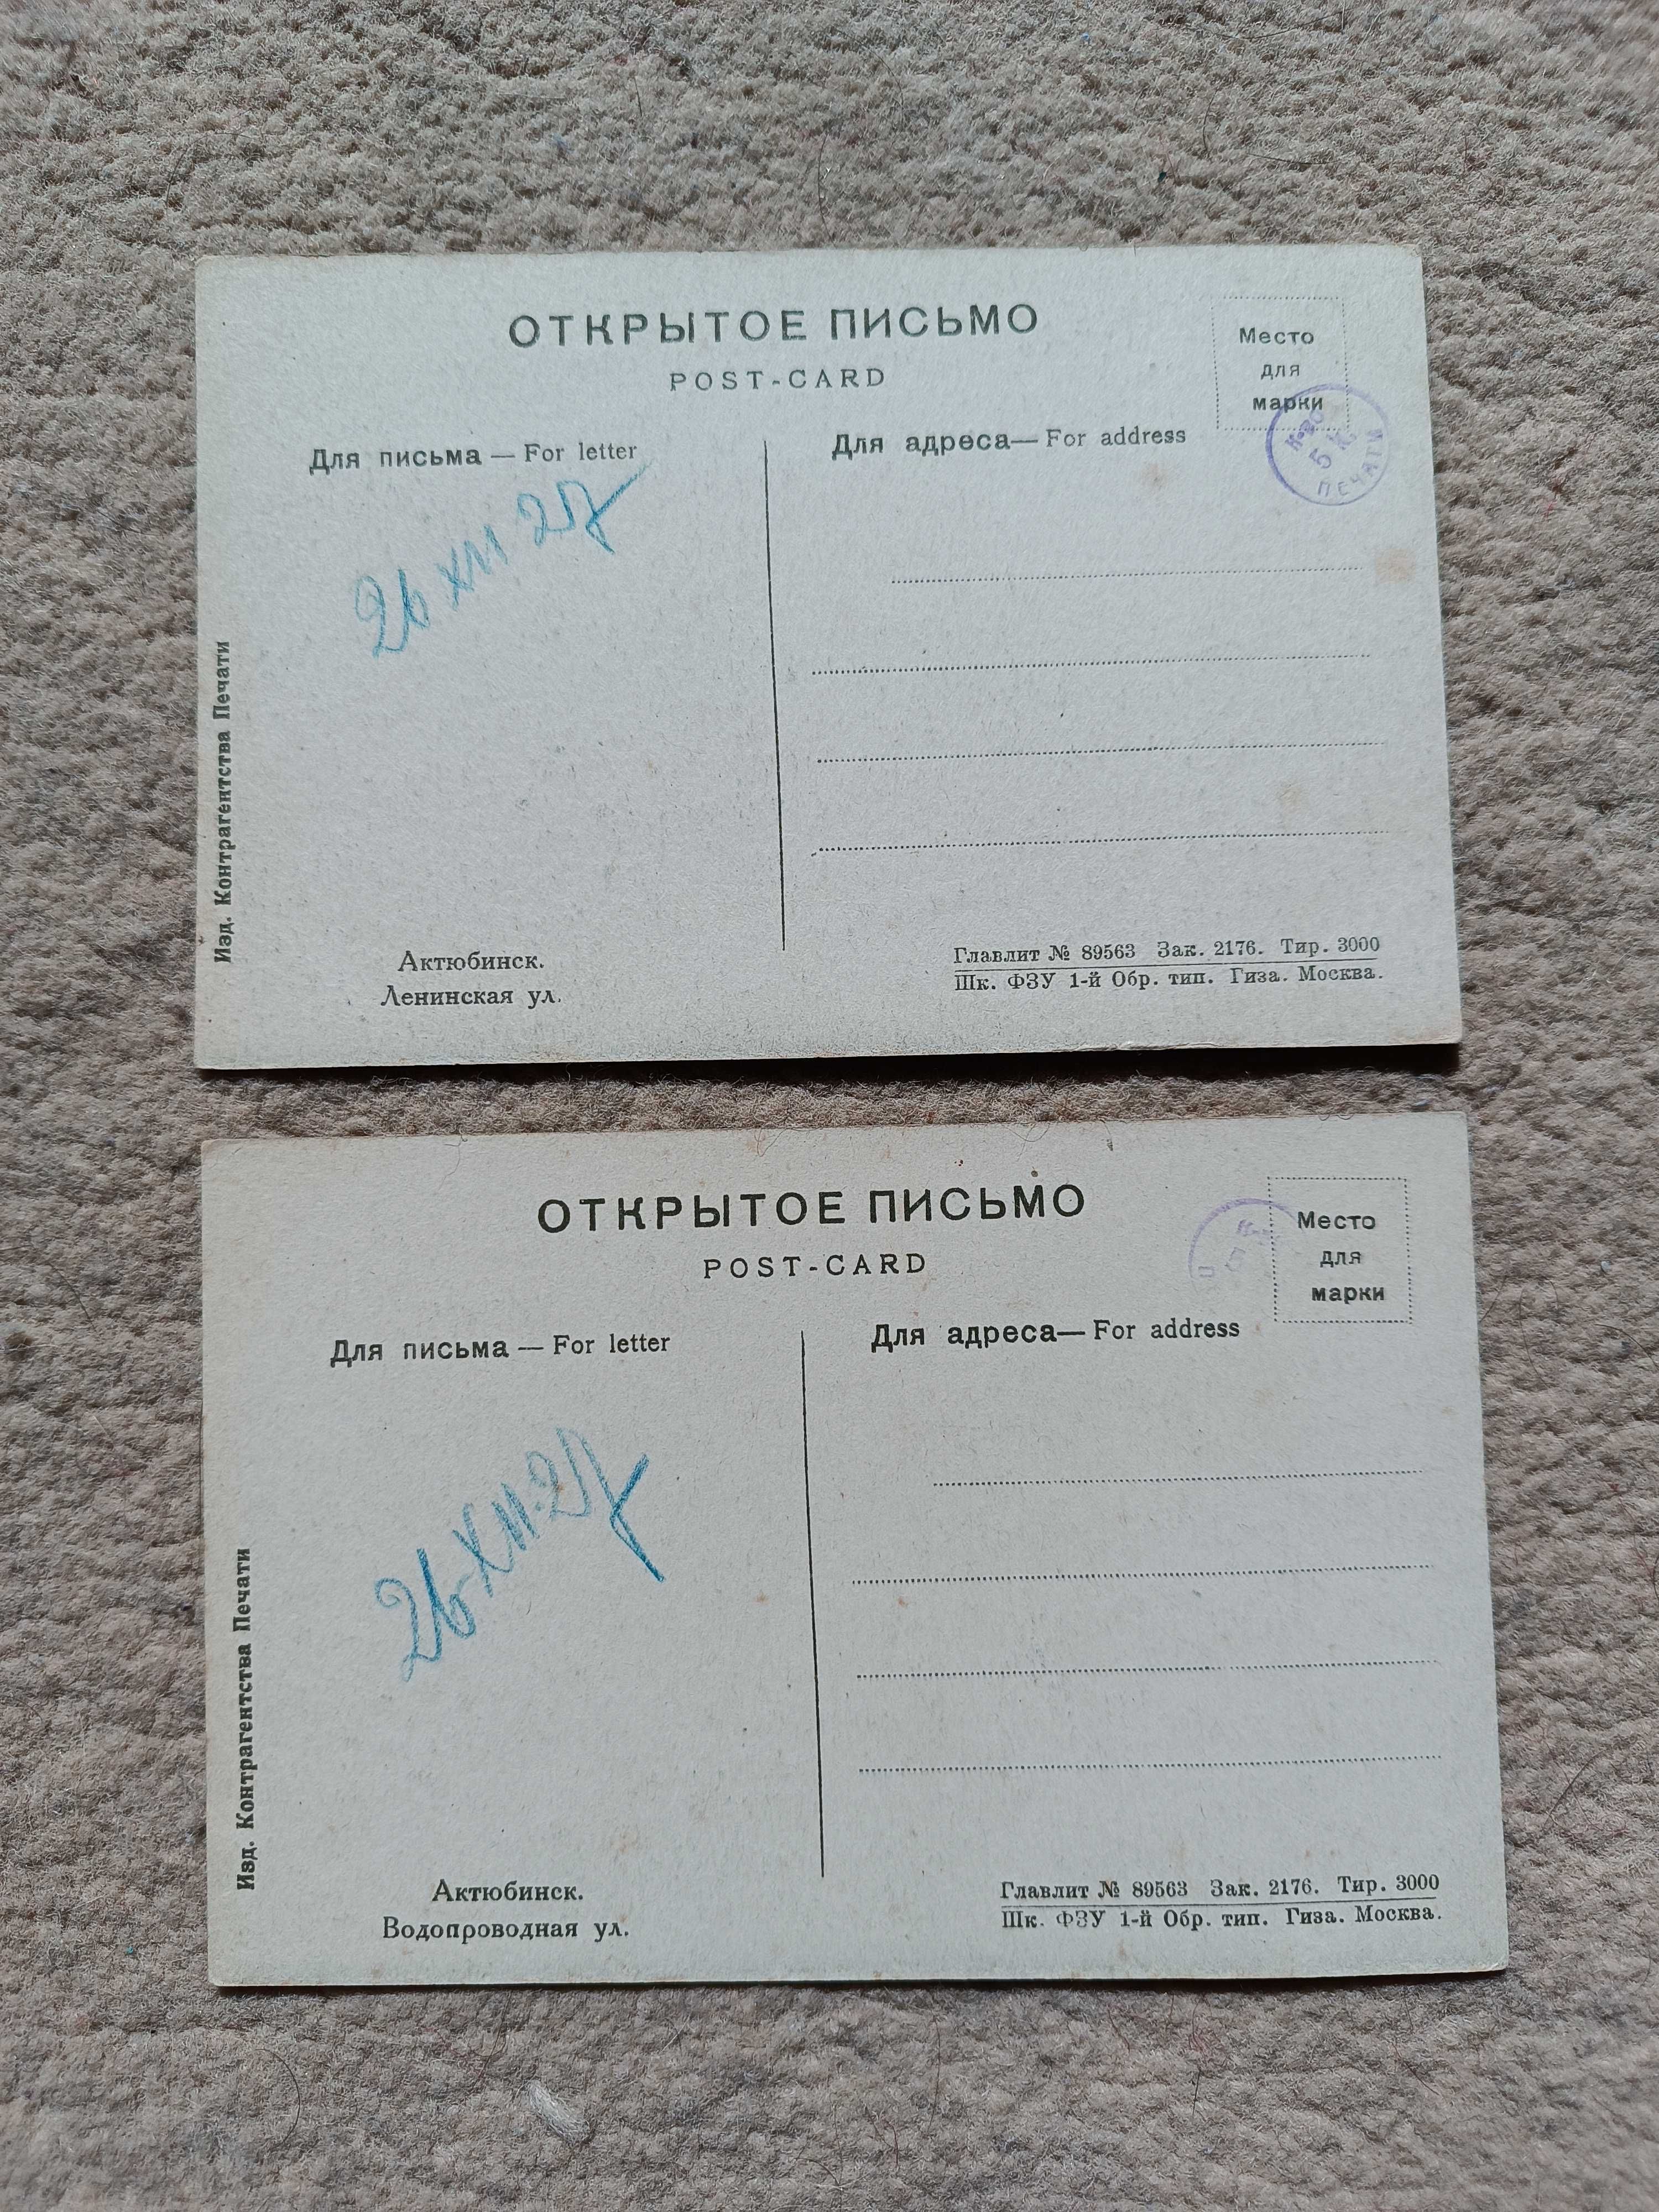 ОТКРЫТОЕ ПИСЬМО
POST-CARD
Место
для
марки
5 К
ПЕЧАТИ
Для письма — For letter
Для адреса — For address
26 XII 27
Изд. Контрагентства Печати
Актюбинск.
Ленинская ул.
Главлит № 89563 Зак. 2176. Тир. 3000
Шк. ФЗУ 1-й Обр. тип. Гиза. Москва.
ОТКРЫТОЕ ПИСЬМО
POST-CARD
Место
для
марки
Для письма — For letter
Для адреса — For address
26 XII 27
Изд. Контрагентства Печати
Актюбинск.
Водопроводная ул.
Главлит № 89563 Зак. 2176. Тир. 3000
Шк. ФЗУ 1-й Обр. тип. Гиза. Москва.